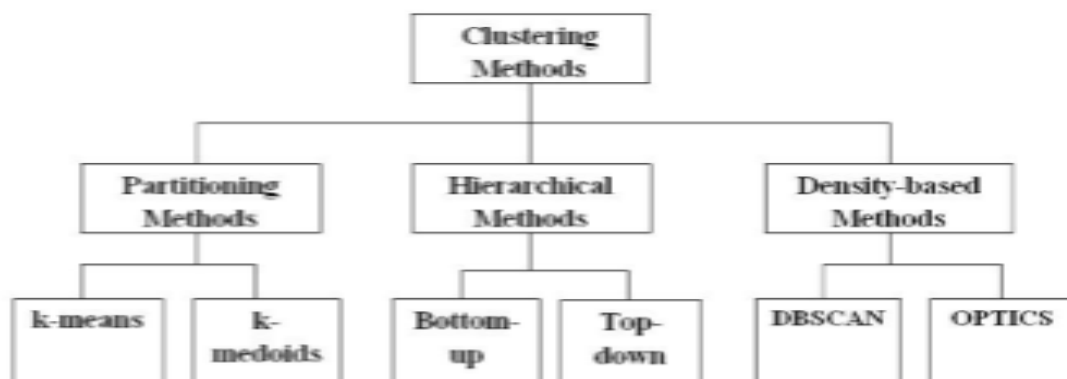 Clustering
Methods
Partitioning
Methods
Hierarchical
Methods
Density-based
Methods
k-means
k-
medoids
Bottom-
up
Top-
down
DBSCAN
OPTICS